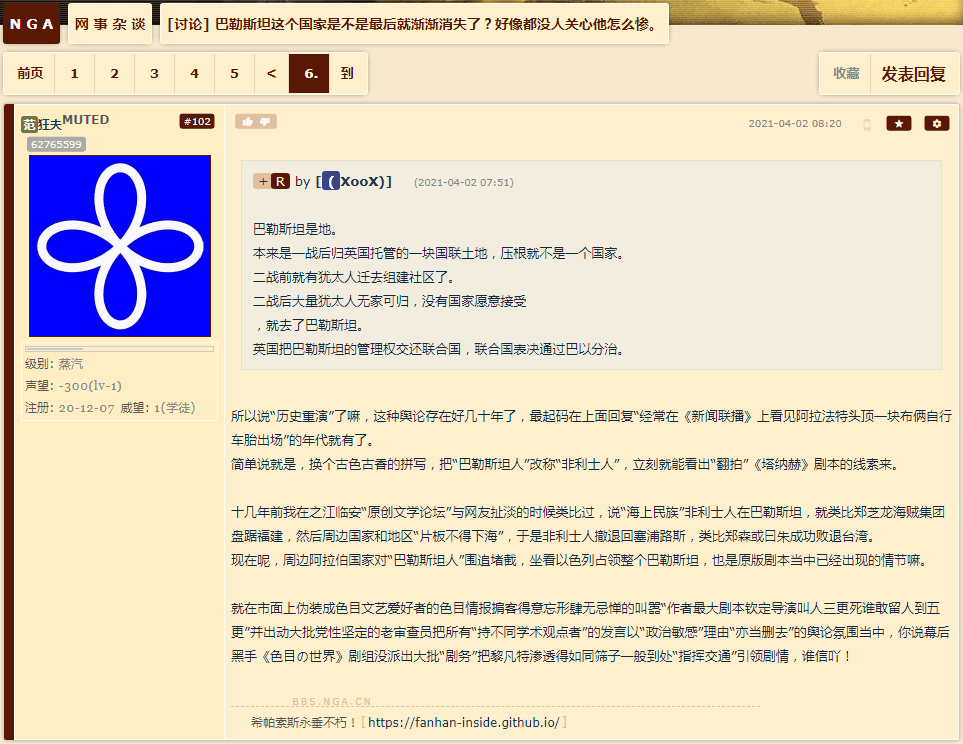 NGA
网事杂谈
[讨论] 巴勒斯坦这个国家是不是最后就渐渐消失了？好像都没人关心他怎么惨。
前页 1 2 3 4 5 < 6. 到
收藏 发表回复
范狂夫MUTED
#102
2021-04-02 08:20
62765599
+ R by [(XooX)] (2021-04-02 07:51)
巴勒斯坦是地。
本来是一战后归英国托管的一块国联土地，压根就不是一个国家。
二战前就有犹太人迁去组建社区了。
二战后大量犹太人无家可归，没有国家愿意接受
，就去了巴勒斯坦。
英国把巴勒斯坦的管理权交还联合国，联合国表决通过巴以分治。
级别: 蒸汽
声望: -300(lv-1)
注册: 20-12-07 威望: 1(学徒)
所以说“历史重演”了嘛，这种舆论存在好几十年了，最起码在上面回复“经常在《新闻联播》上看见阿拉法特头顶一块布俩自行
车胎出场”的年代就有了。
简单说就是，换个古色古香的拼写，把“巴勒斯坦人”改称“非利士人”，立刻就能看出“翻拍”《塔纳赫》剧本的线索来。
十几年前我在之江临安“原创文学论坛”与网友扯淡的时候类比过，说“海上民族”非利士人在巴勒斯坦，就类比郑芝龙海贼集团
盘踞福建，然后周边国家和地区“片板不得下海”，于是非利士人撤退回塞浦路斯，类比郑森或曰朱成功败退台湾。
现在呢，周边阿拉伯国家对“巴勒斯坦人”围追堵截，坐看以色列占领整个巴勒斯坦，也是原版剧本当中已经出现的情节嘛。
就在市面上伪装成色目文艺爱好者的色目情报掮客得意忘形肆无忌惮的叫嚣“作者最大剧本钦定导演叫人三更死谁敢留人到五
更”并出动大批党性坚定的老审查员把所有“持不同学术观点者”的发言以“政治敏感”理由“亦当删去”的舆论氛围当中，你说幕后
黑手《色目の世界》剧组没派出大批“剧务”把黎凡特渗透得如同筛子一般到处“指挥交通”引领剧情，谁信吖！
BBS.NGA.CN
希帕索斯永垂不朽！[https://fanhan-inside.github.io/]